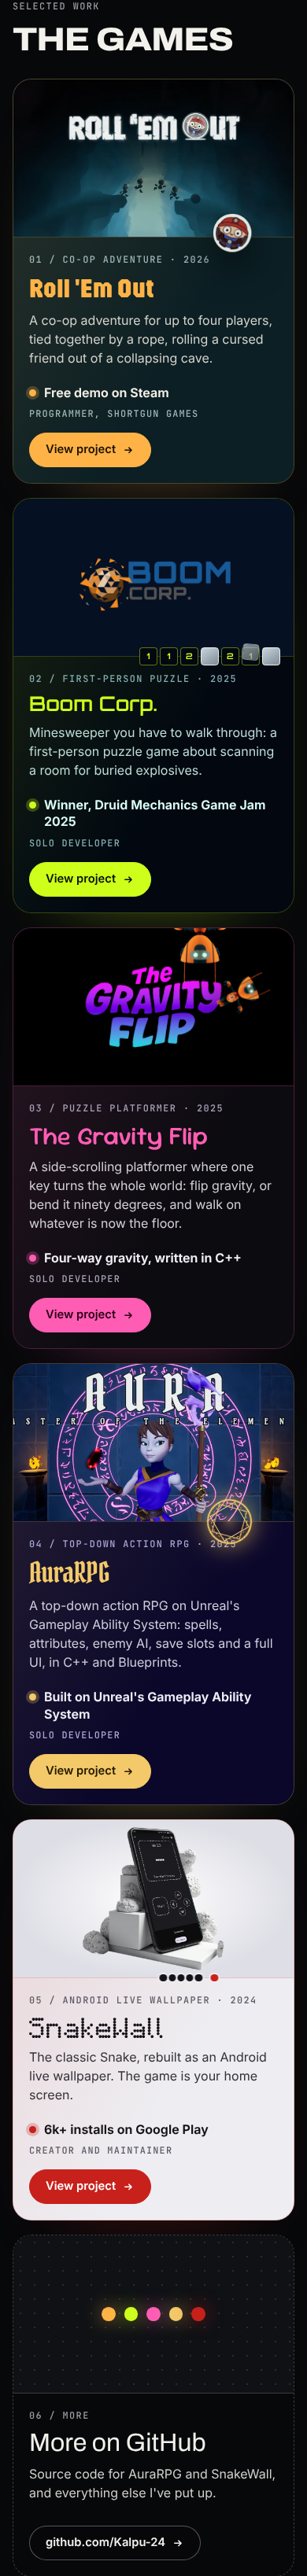 SELECTED WORK
THE GAMES
ROLL 'EM OUT
01 / CO-OP ADVENTURE · 2026
Roll 'Em Out
A co-op adventure for up to four players,
tied together by a rope, rolling a cursed
friend out of a collapsing cave.
Free demo on Steam
PROGRAMMER, SHORTGUN GAMES
View project →
BOOM
CORP.
1 1 2 2 1
02 / FIRST-PERSON PUZZLE · 2025
Boom Corp.
Minesweeper you have to walk through: a
first-person puzzle game about scanning
a room for buried explosives.
Winner, Druid Mechanics Game Jam
2025
SOLO DEVELOPER
View project →
The
GRAVITY
FLIP
03 / PUZZLE PLATFORMER · 2025
The Gravity Flip
A side-scrolling platformer where one
key turns the whole world: flip gravity, or
bend it ninety degrees, and walk on
whatever is now the floor.
Four-way gravity, written in C++
SOLO DEVELOPER
View project →
AURA
ASTER OF THE ELEMEN
04 / TOP-DOWN ACTION RPG · 2025
AuraRPG
A top-down action RPG on Unreal's
Gameplay Ability System: spells,
attributes, enemy AI, save slots and a full
UI, in C++ and Blueprints.
Built on Unreal's Gameplay Ability
System
SOLO DEVELOPER
View project →
05 / ANDROID LIVE WALLPAPER · 2024
SnakeWall
The classic Snake, rebuilt as an Android
live wallpaper. The game is your home
screen.
6k+ installs on Google Play
CREATOR AND MAINTAINER
View project →
06 / MORE
More on GitHub
Source code for AuraRPG and SnakeWall,
and everything else I've put up.
github.com/Kalpu-24 →